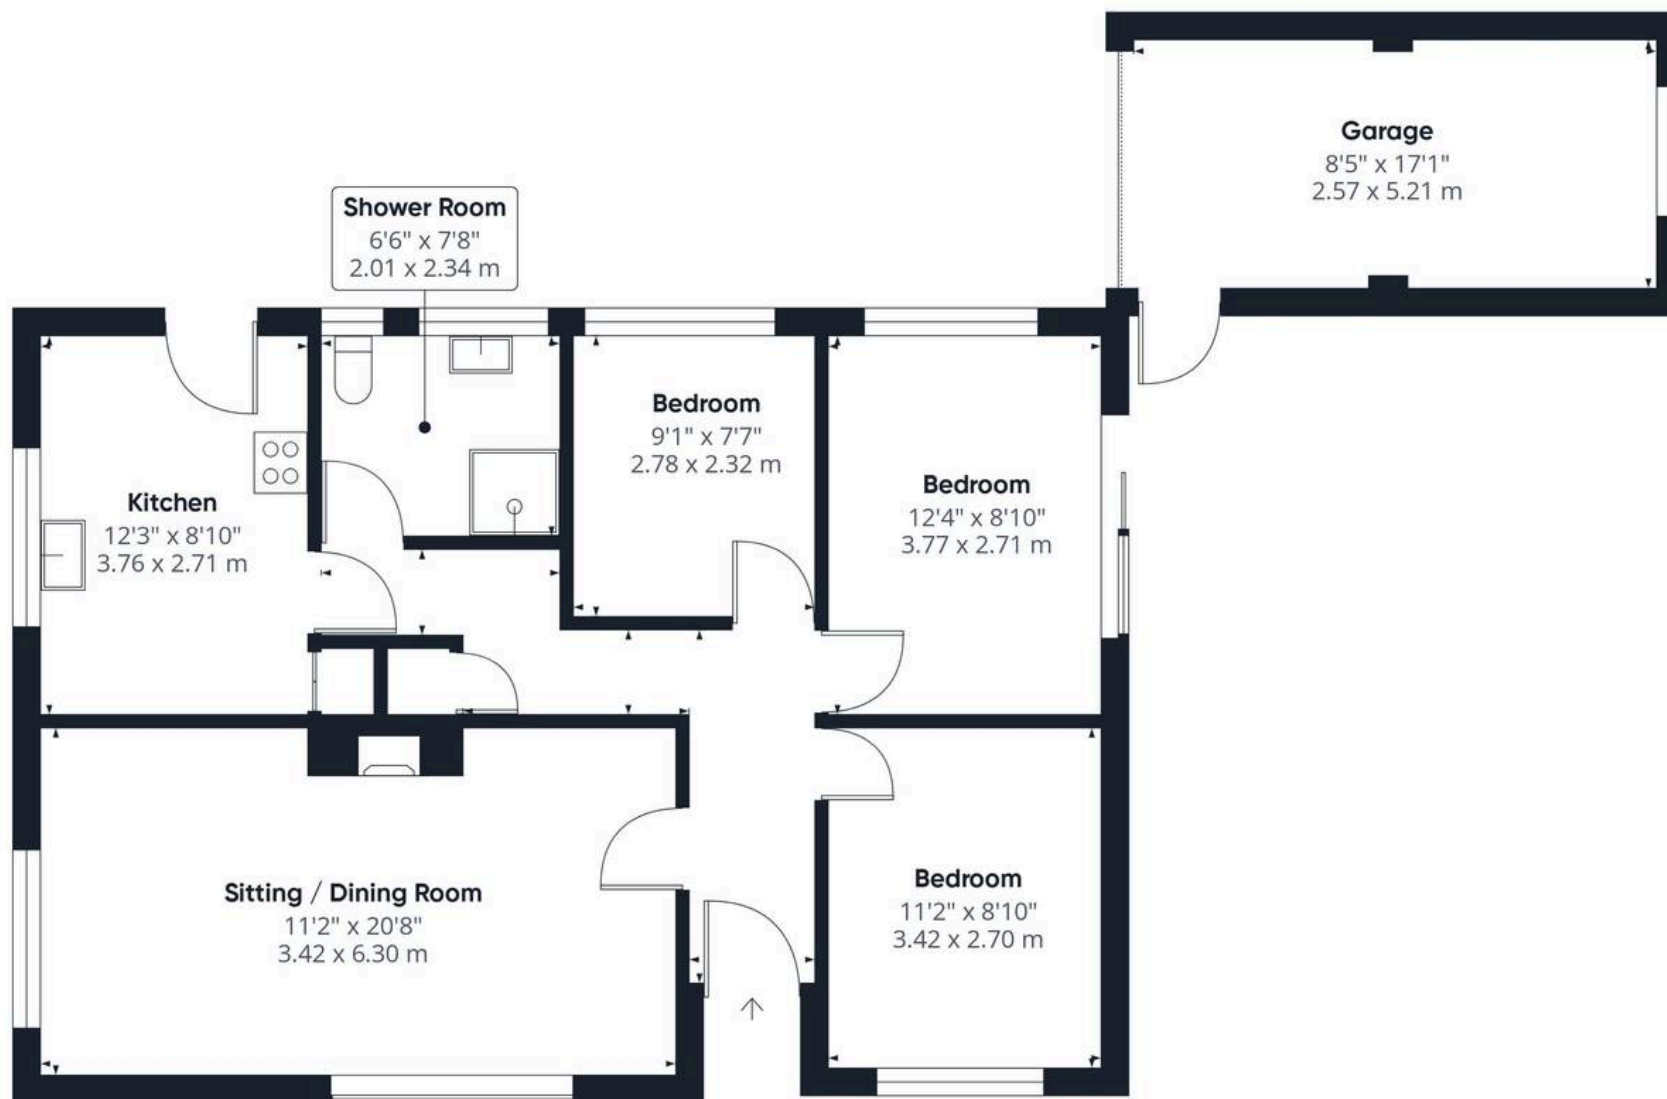 Garage
8'5" x 17'1"
2.57 x 5.21 m
Shower Room
6'6" x 7'8"
2.01 x 2.34 m
Bedroom
9'1" x 7'7"
2.78 x 2.32 m
Bedroom
12'4" x 8'10"
3.77 x 2.71 m
Kitchen
12'3" x 8'10"
3.76 x 2.71 m
Sitting / Dining Room
11'2" x 20'8"
3.42 x 6.30 m
Bedroom
11'2" x 8'10"
3.42 x 2.70 m